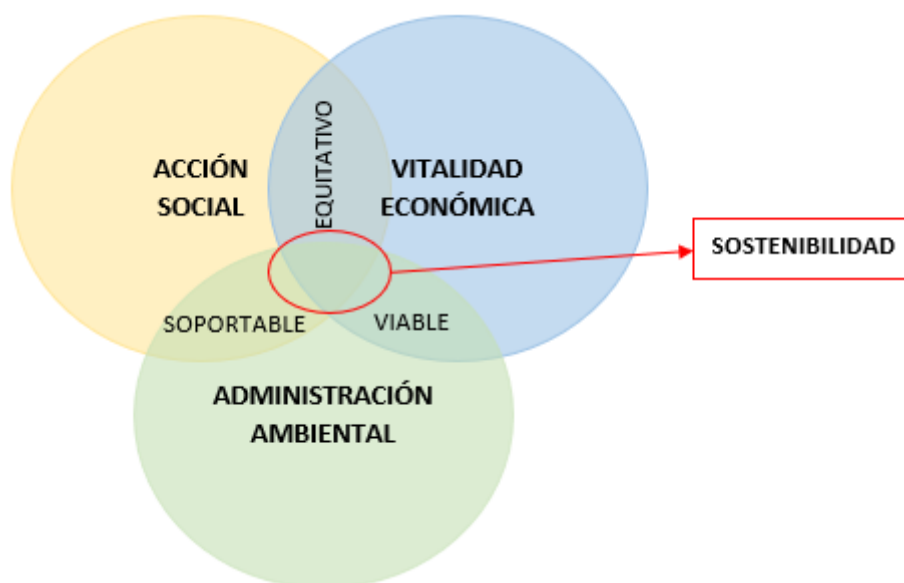 ACCIÓN
SOCIAL
EQUITATIVO
VITALIDAD
ECONÓMICA
SOSTENIBILIDAD
SOPORTABLE
VIABLE
ADMINISTRACIÓN
AMBIENTAL